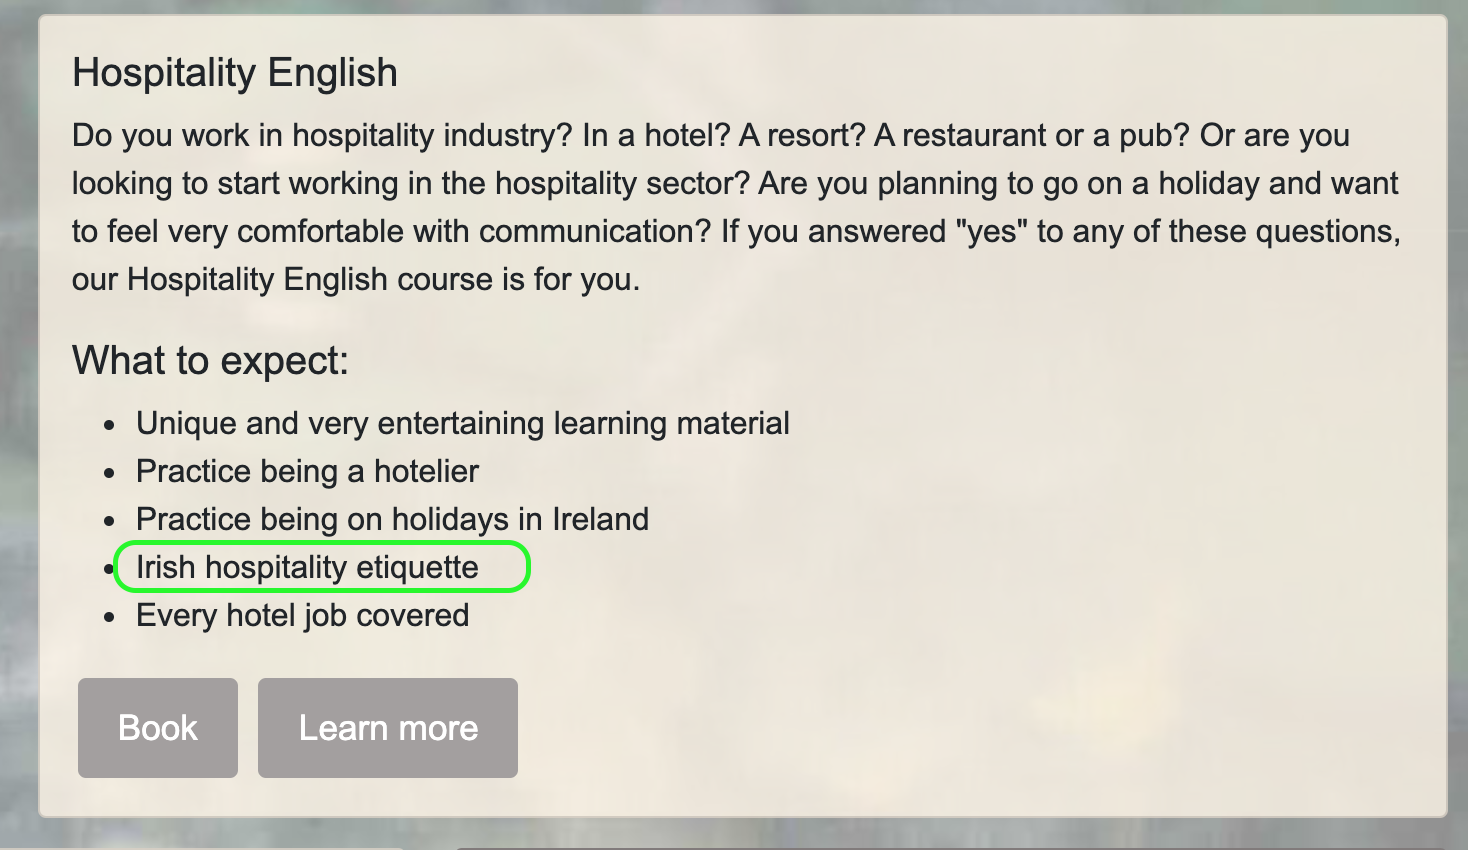 Hospitality English
Do you work in hospitality industry? In a hotel? A resort? A restaurant or a pub? Or are you
looking to start working in the hospitality sector? Are you planning to go on a holiday and want
to feel very comfortable with communication? If you answered "yes" to any of these questions,
our Hospitality English course is for you.
What to expect:
• Unique and very entertaining learning material
• Practice being a hotelier
• Practice being on holidays in Ireland
• Irish hospitality etiquette
• Every hotel job covered
Book Learn more